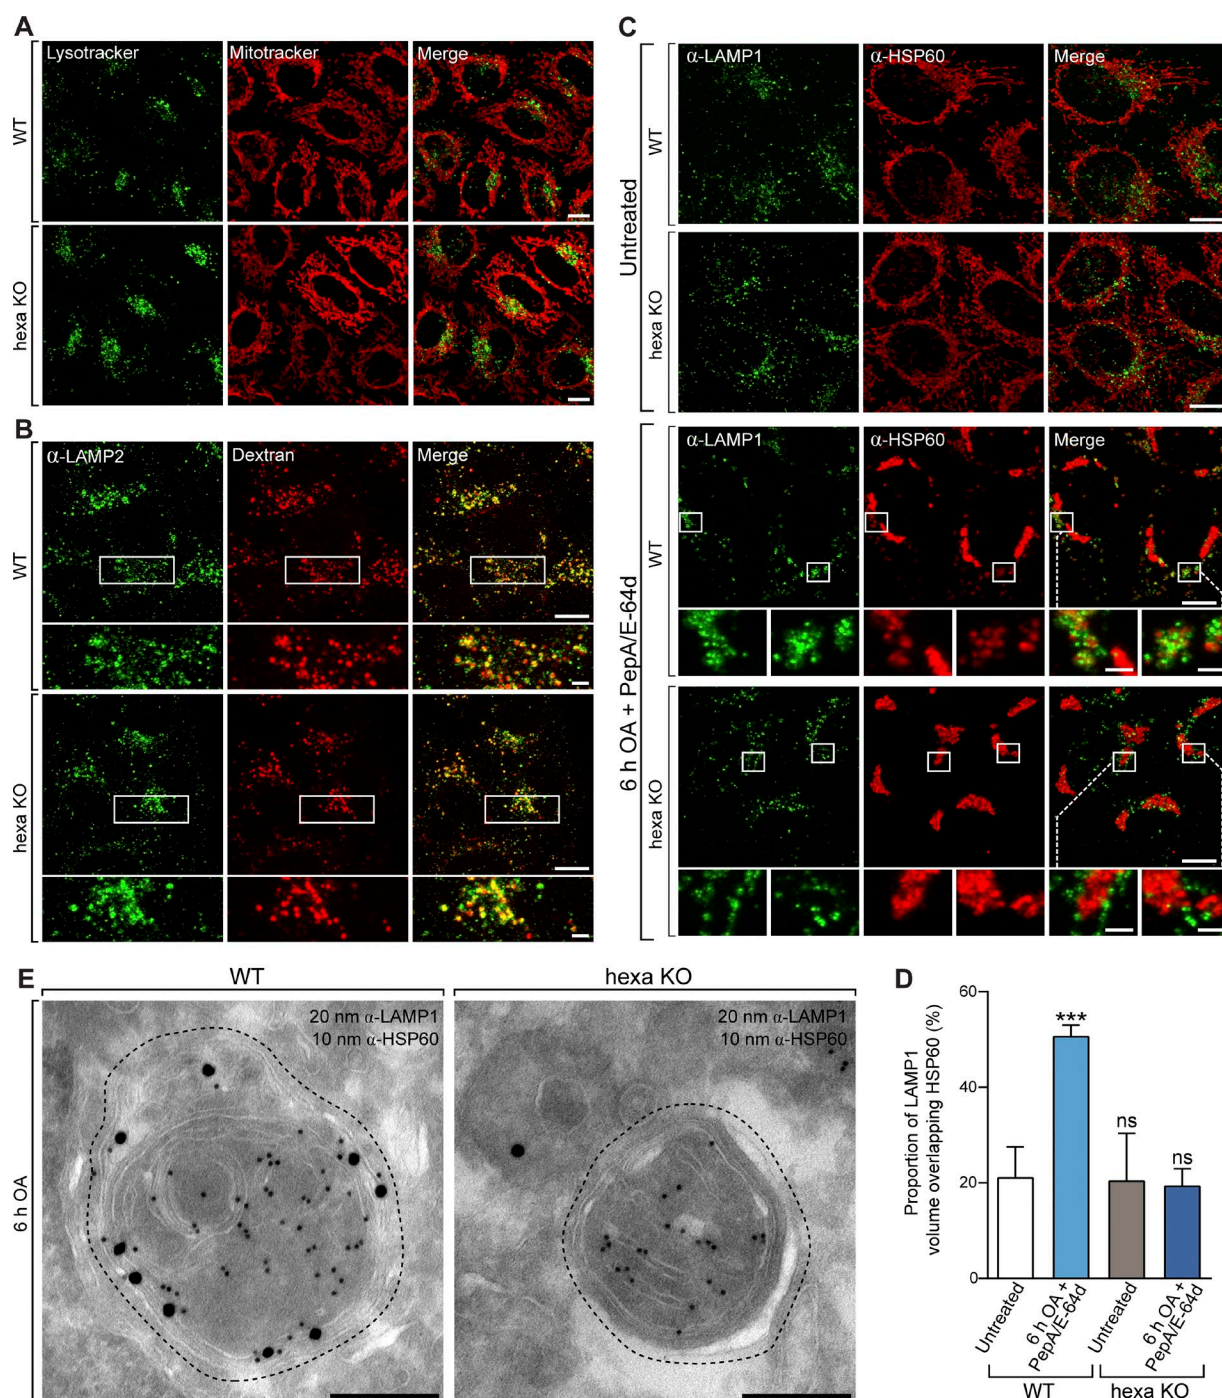 A
Lysotracker
Mitotracker
Merge
WT
hexa KO
B
α-LAMP2
Dextran
Merge
WT
hexa KO
C
α-LAMP1
α-HSP60
Merge
Untreated
WT
hexa KO
α-LAMP1
α-HSP60
Merge
6 h OA + PepA/E-64d
WT
hexa KO
E
WT
hexa KO
6 h OA
20 nm α-LAMP1
10 nm α-HSP60
20 nm α-LAMP1
10 nm α-HSP60
D
Proportion of LAMP1
volume overlapping HSP60 (%)
60
40
20
0
***
ns
ns
Untreated
6 h OA +
PepA/E-64d
Untreated
6 h OA +
PepA/E-64d
WT
hexa KO